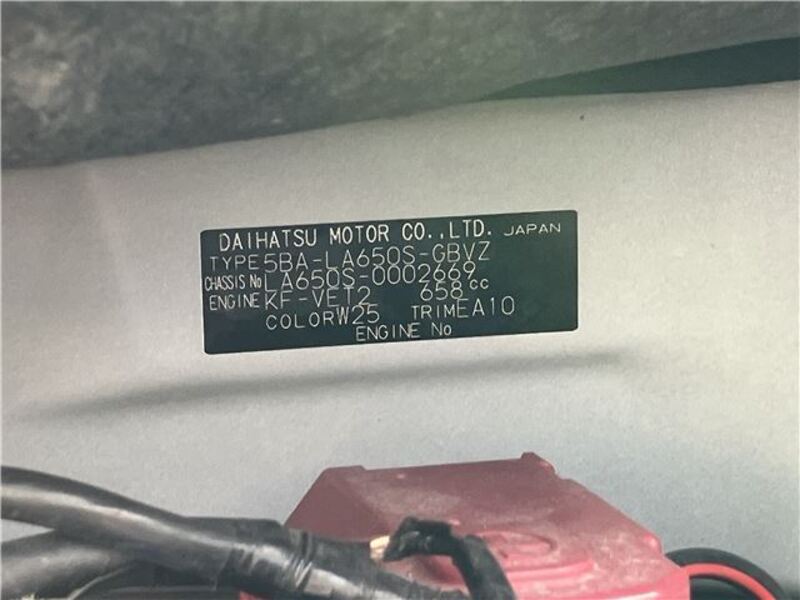 DAIHATSU MOTOR CO.,LTD. JAPAN
TYPE 5BA-LA650S-GBVZ
CHASSIS No LA650S-0002669
ENGINE KF-VET2 658cc
COLOR W25 TRIM EA10
ENGINE No